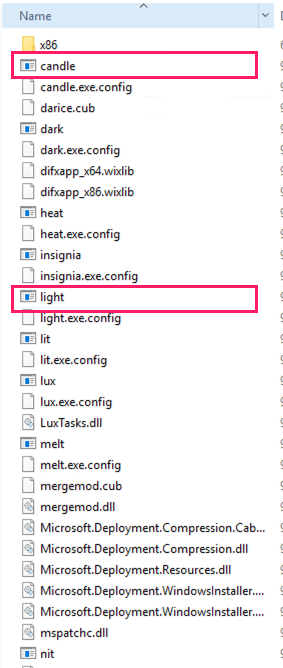 Name
x86
candle
candle.exe.config
darice.cub
dark
dark.exe.config
difxapp_x64.wixlib
difxapp_x86.wixlib
heat
heat.exe.config
insignia
insignia.exe.config
light
light.exe.config
lit
lit.exe.config
lux
lux.exe.config
LuxTasks.dll
melt
melt.exe.config
mergemod.cub
mergemod.dll
Microsoft.Deployment.Compression.Cab...
Microsoft.Deployment.Compression.dll
Microsoft.Deployment.Resources.dll
Microsoft.Deployment.WindowsInstaller....
Microsoft.Deployment.WindowsInstaller....
mspatchc.dll
nit